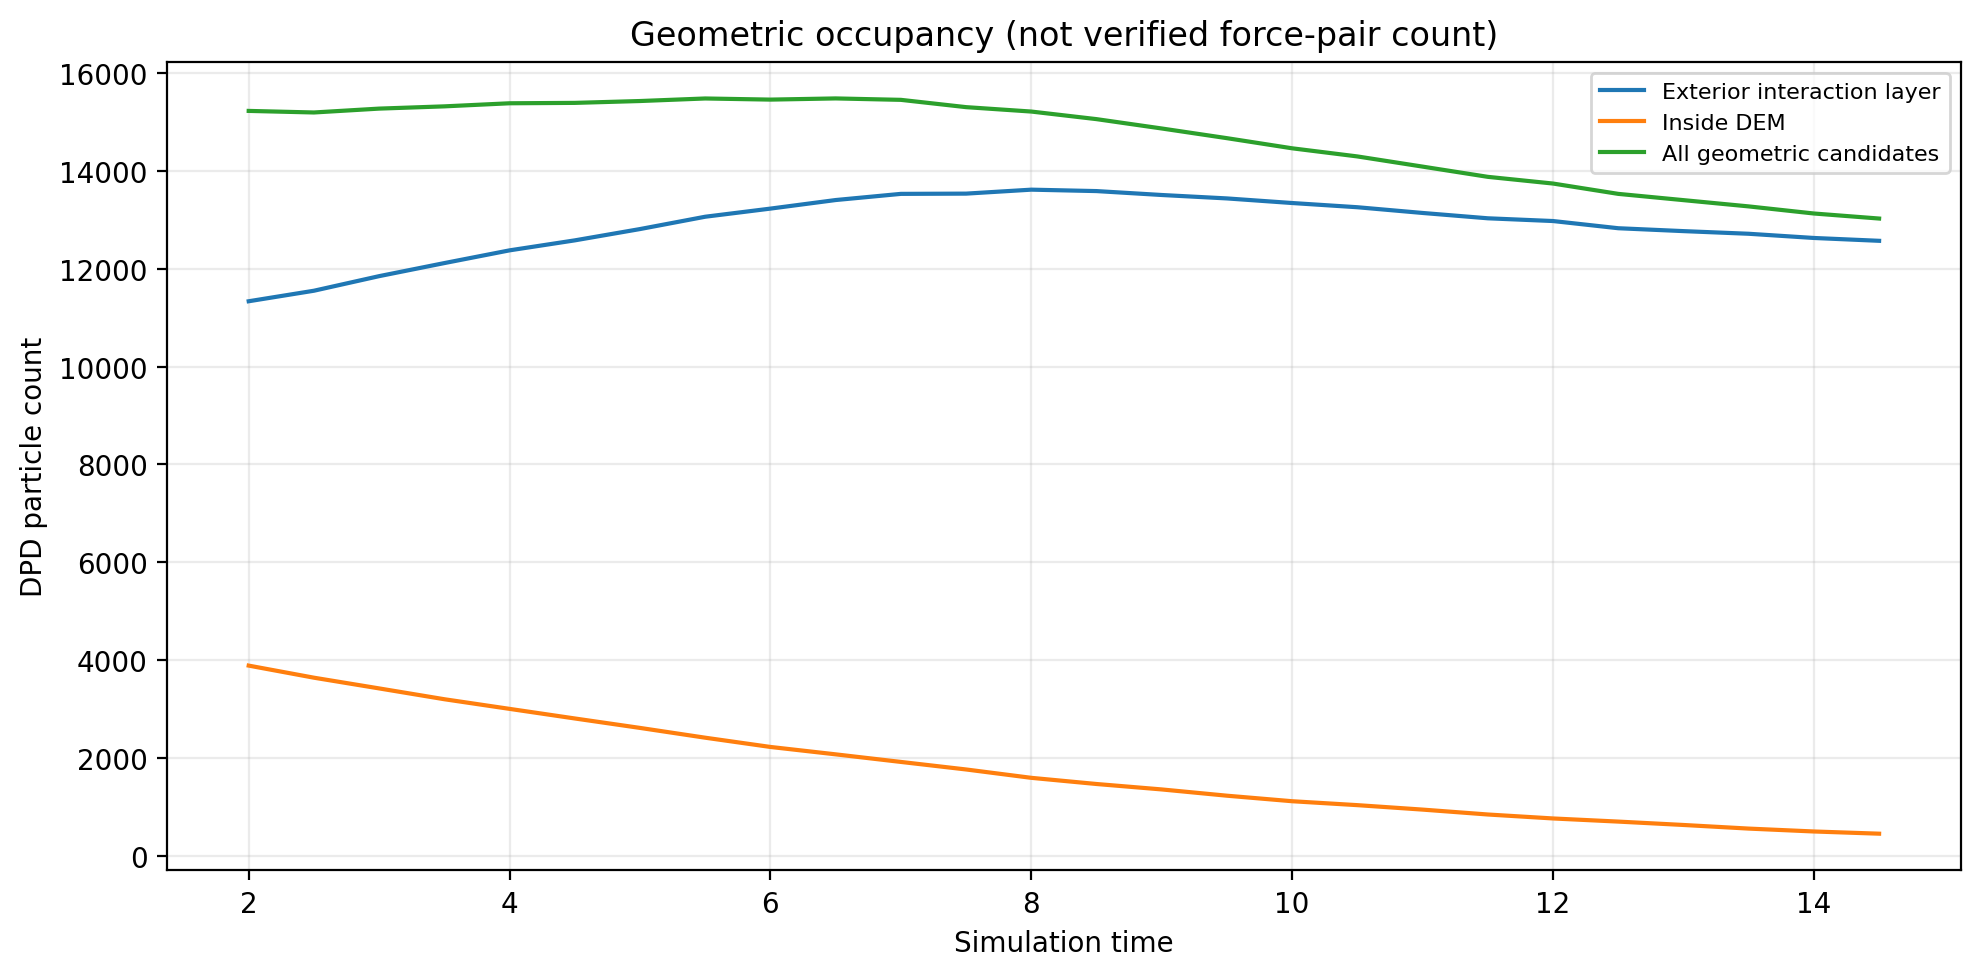 Geometric occupancy (not verified force-pair count)
Exterior interaction layer
Inside DEM
All geometric candidates
DPD particle count
16000
14000
12000
10000
8000
6000
4000
2000
0
2 4 6 8 10 12 14
Simulation time